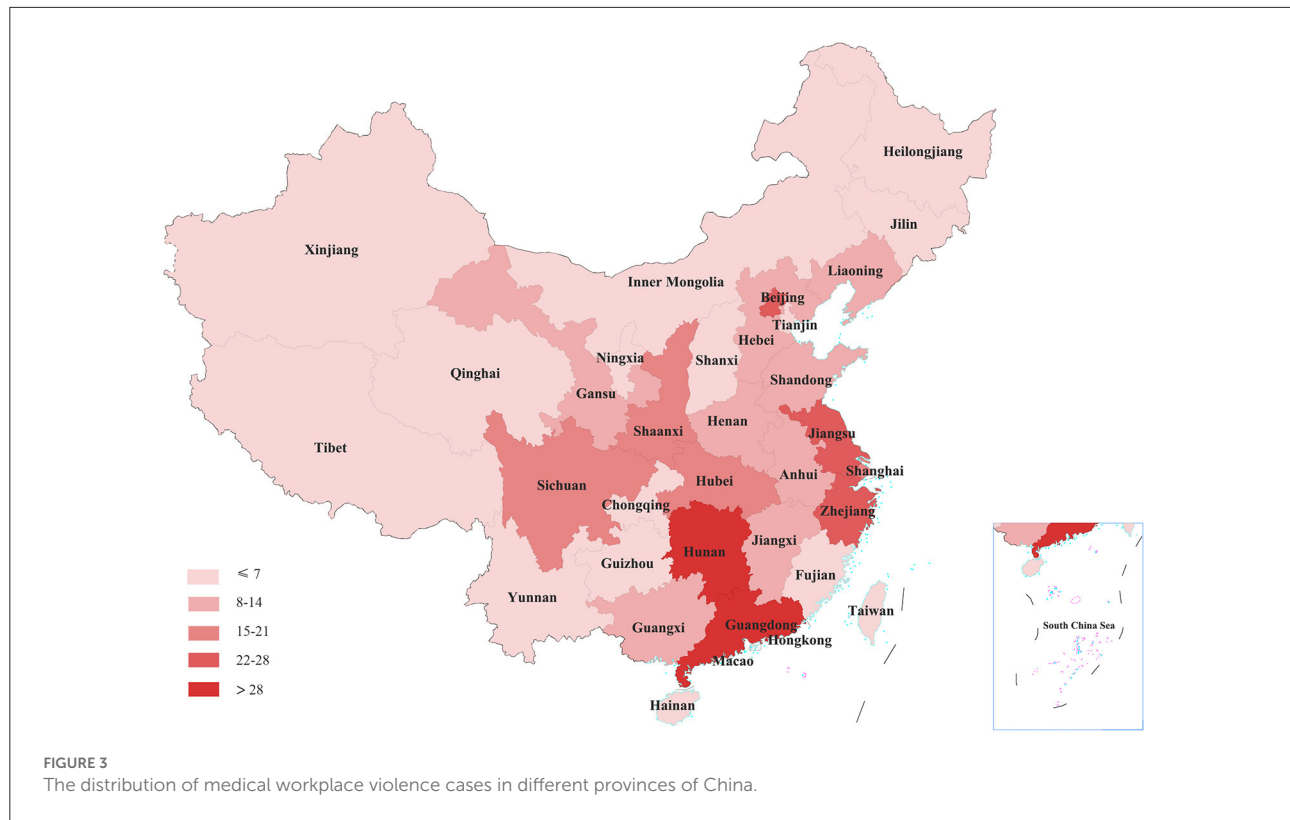 Heilongjiang
Jilin
Xinjiang
Liaoning
Inner Mongolia
Beijing
Tianjin
Hebei
Ningxia
Shanxi
Qinghai
Shandong
Gansu
Henan
Shaanxi
Jiangsu
Tibet
Shanghai
Anhui
Hubei
Sichuan
Chongqing
Zhejiang
Jiangxi
Hunan
Guizhou
Fujian
Yunnan
Taiwan
Guangxi
Guangdong
Hongkong
Macao
Hainan
South China Sea
⩽ 7
8-14
15-21
22-28
> 28
FIGURE 3
The distribution of medical workplace violence cases in different provinces of China.